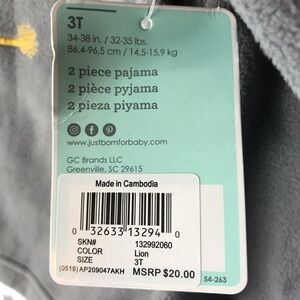 3T
34-38 in. / 32-35 lbs.
86,4-96,5 cm / 14,5-15,9 kg
2 piece pajama
2 pièce pyjama
2 pieza piyama
www.justbornforbaby.com
GC Brands LLC
Greenville, SC 29615
Made in Cambodia
0 32633 13294 0
SKN# 132992060
COLOR Lion
SIZE 3T
(0619) AP209047AKH MSRP $20.00
54-263